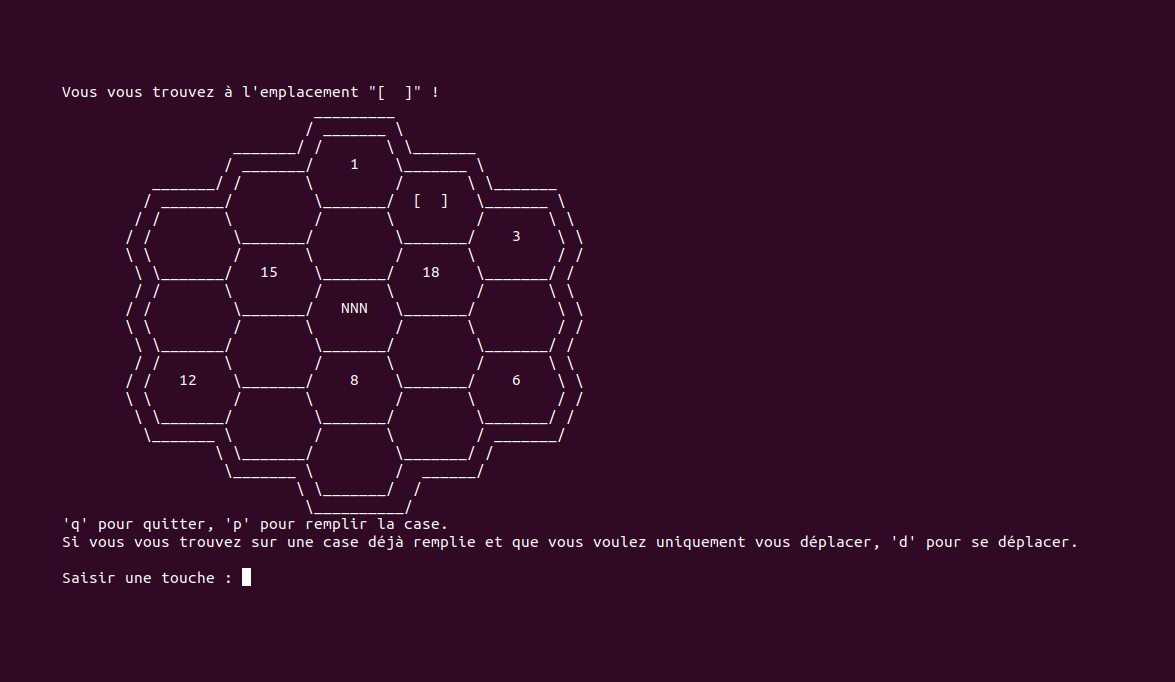 Vous vous trouvez à l'emplacement "[  ]" !
1
[  ]
3
15 18
NNN
12 8 6
'q' pour quitter, 'p' pour remplir la case.
Si vous vous trouvez sur une case déjà remplie et que vous voulez uniquement vous déplacer, 'd' pour se déplacer.
Saisir une touche :